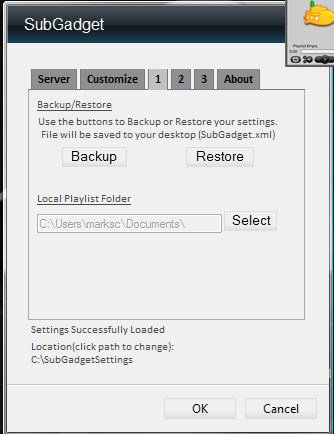 SubGadget
Playlist Empty
0:00
Server Customize 1 2 3 About
Backup/Restore
Use the buttons to Backup or Restore your settings.
File will be saved to your desktop (SubGadget.xml)
Backup Restore
Local Playlist Folder
C:\Users\marksc\Documents\ Select
Settings Successfully Loaded
Location(click path to change):
C:\SubGadgetSettings
OK Cancel